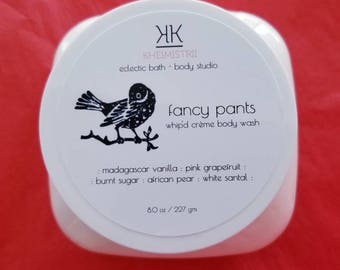 KK
KHEIMISTRII
eclectic bath + body studio
fancy pants
whip'd crème body wash
: madagascar vanilla : pink grapefruit :
: burnt sugar : african pear : white santal :
8.0 oz / 227 gm